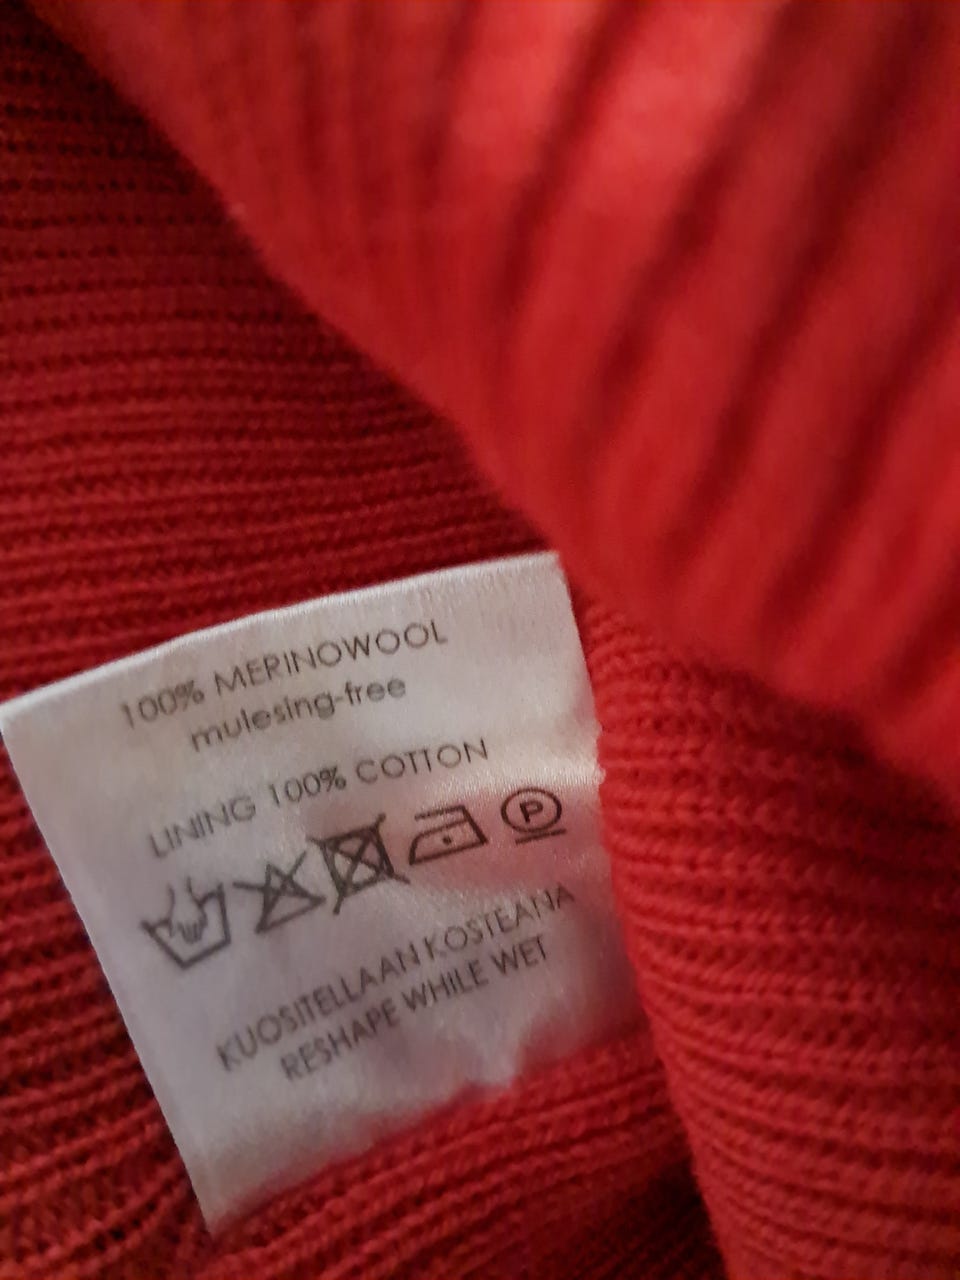 100% MERINOWOOL
mulesing-free
LINING 100% COTTON
P
KUOSITELLAAN KOSTEANA
RESHAPE WHILE WET